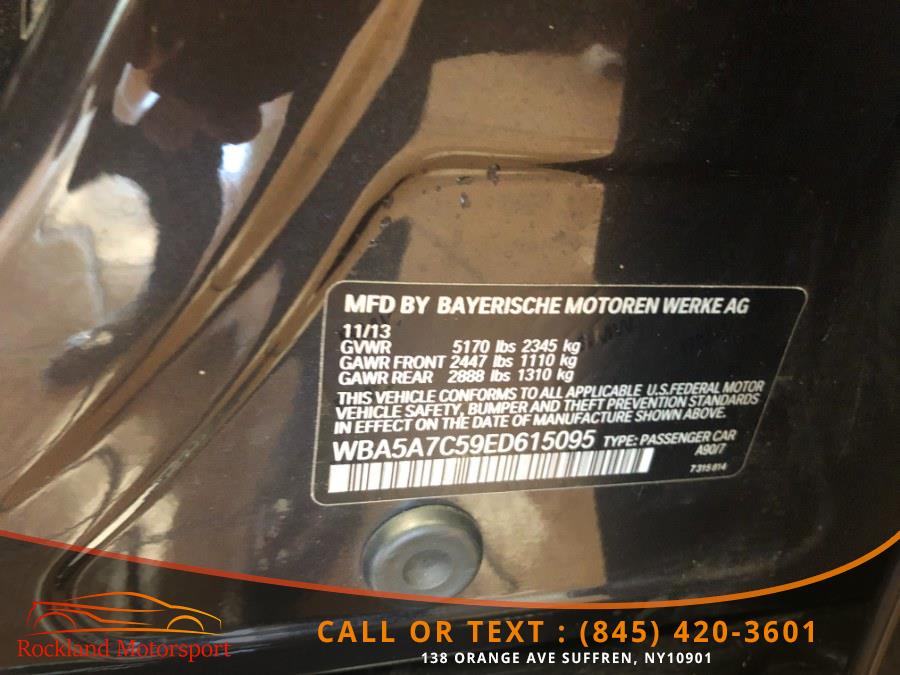 MFD BY BAYERISCHE MOTOREN WERKE AG
11/13
GVWR 5170 lbs 2345 kg
GAWR FRONT 2447 lbs 1110 kg
GAWR REAR 2888 lbs 1310 kg
THIS VEHICLE CONFORMS TO ALL APPLICABLE U.S.FEDERAL MOTOR
VEHICLE SAFETY, BUMPER AND THEFT PREVENTION STANDARDS
IN EFFECT ON THE DATE OF MANUFACTURE SHOWN ABOVE.
WBA5A7C59ED615095 TYPE: PASSENGER CAR
A90/7
7 315 814
Rockland Motorsport
CALL OR TEXT : (845) 420-3601
138 ORANGE AVE SUFFREN, NY10901